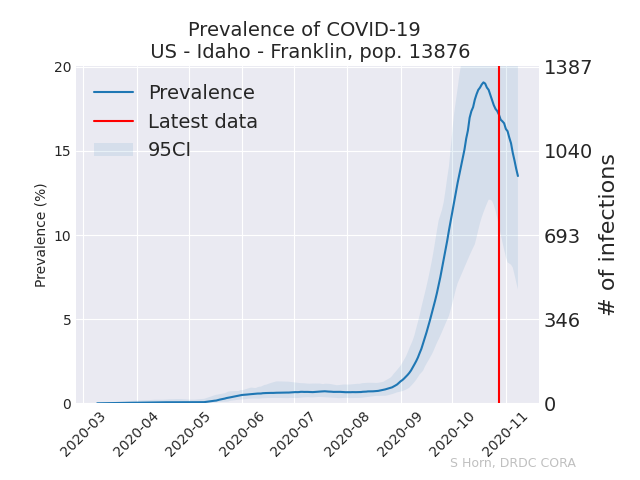 Prevalence of COVID-19
US - Idaho - Franklin, pop. 13876
Prevalence
Latest data
95CI
20
15
10
5
0
Prevalence (%)
1387
1040
693
346
0
# of infections
2020-03
2020-04
2020-05
2020-06
2020-07
2020-08
2020-09
2020-10
2020-11
S Horn, DRDC CORA